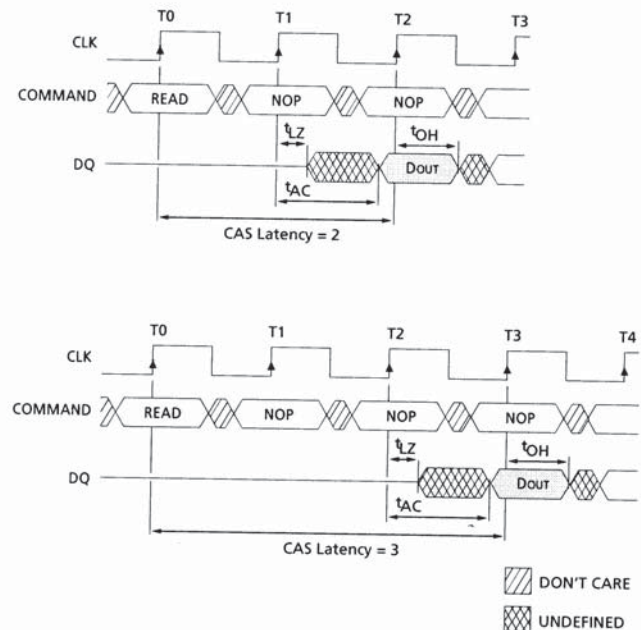 T0 T1 T2 T3
CLK
COMMAND READ NOP NOP
tLZ tOH
DQ DOUT
tAC
CAS Latency = 2
T0 T1 T2 T3 T4
CLK
COMMAND READ NOP NOP NOP
tLZ tOH
DQ DOUT
tAC
CAS Latency = 3
DON'T CARE
UNDEFINED